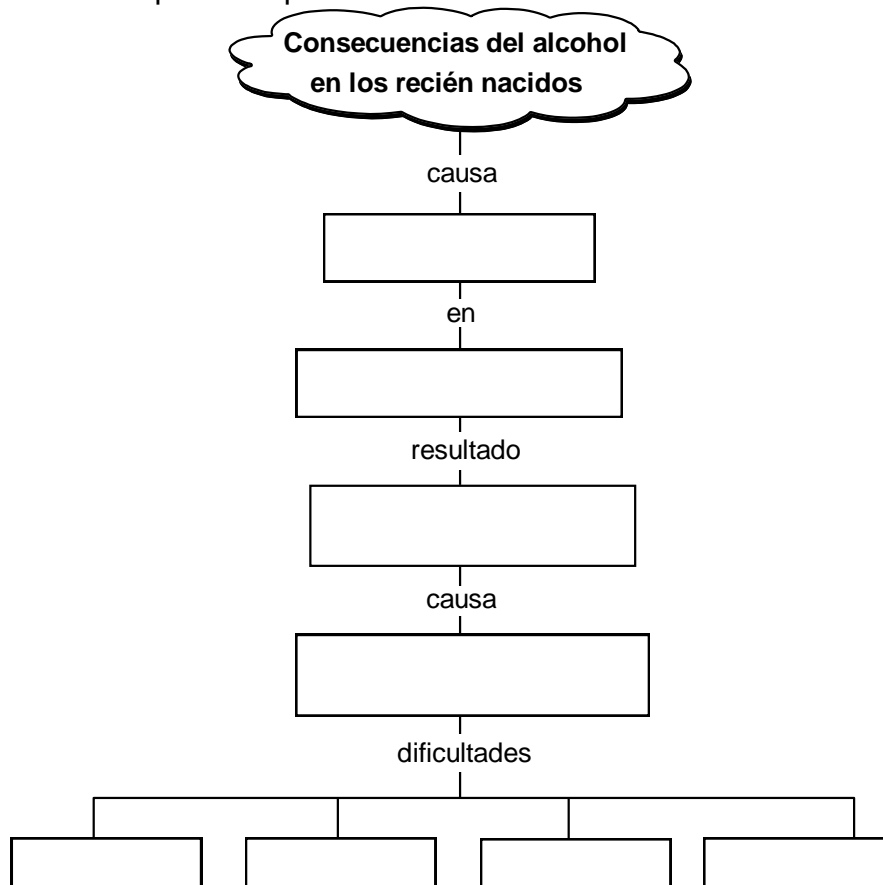 Consecuencias del alcohol
en los recién nacidos
causa
en
resultado
causa
dificultades